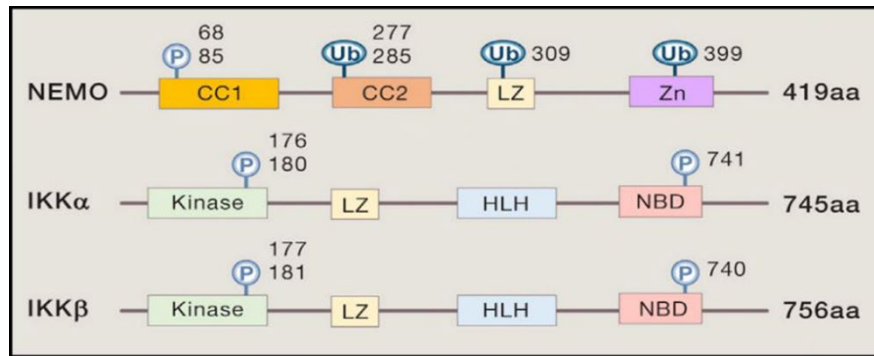 68
85
277
285
Ub
Ub 309
Ub 399
P
NEMO CC1 CC2 LZ Zn 419aa
176
180
P
P 741
IKKα Kinase LZ HLH NBD 745aa
177
181
P
P 740
IKKβ Kinase LZ HLH NBD 756aa